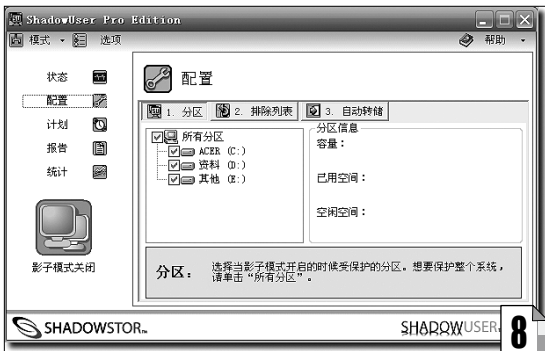 ShadowUser Pro Edition
模式 选项 帮助
状态
配置
计划
报告
统计
影子模式关闭
配置
1. 分区 2. 排除列表 3. 自动转储
所有分区
ACER (C:)
资料 (D:)
其他 (E:)
分区信息
容量：
已用空间：
空闲空间：
分区： 选择当影子模式开启的时候受保护的分区。想要保护整个系统，
请单击“所有分区”。
SHADOWSTOR™ SHADOWUSER
8